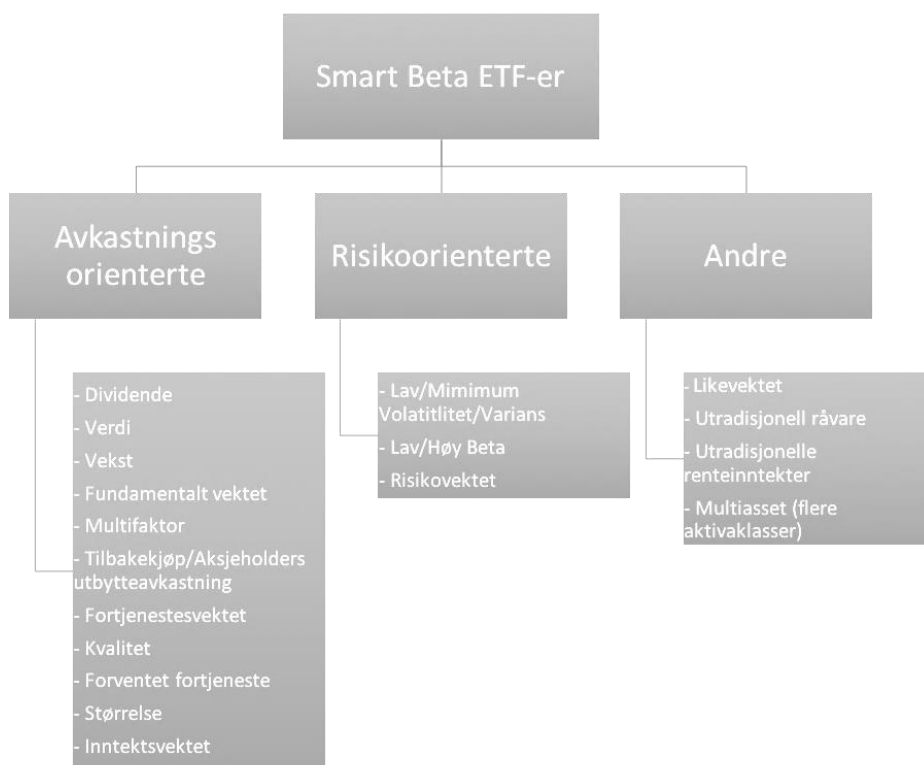 Smart Beta ETF-er
Avkastnings
orienterte
Risikoorienterte
Andre
- Dividende
- Verdi
- Vekst
- Fundamentalt vektet
- Multifaktor
- Tilbakekjøp/Aksjeholders
utbytteavkastning
- Fortjenestesvektet
- Kvalitet
- Forventet fortjeneste
- Størrelse
- Inntektsvektet
- Lav/Mimimum
Volatitlitet/Varians
- Lav/Høy Beta
- Risikovektet
- Likevektet
- Utradisjonell råvare
- Utradisjonelle
renteinntekter
- Multiasset (flere
aktivaklasser)